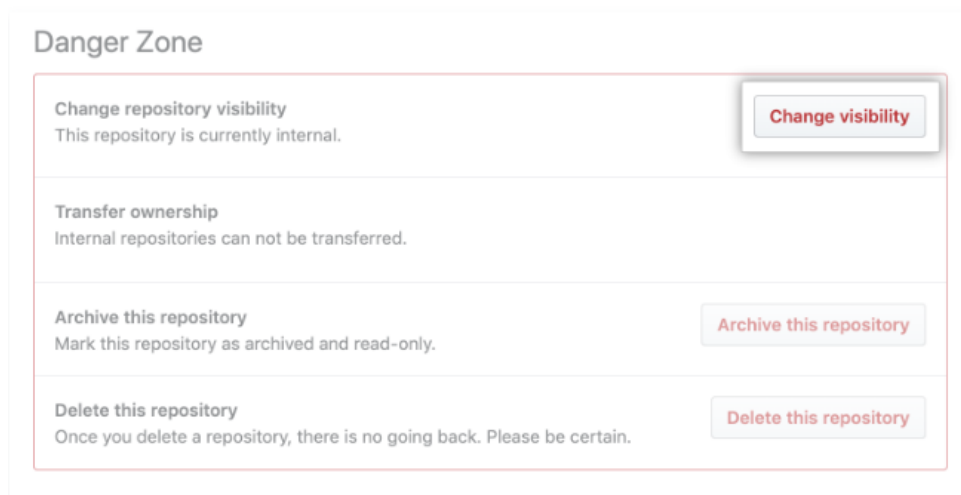 Danger Zone
Change repository visibility
This repository is currently internal.
Change visibility
Transfer ownership
Internal repositories can not be transferred.
Archive this repository
Mark this repository as archived and read-only.
Archive this repository
Delete this repository
Once you delete a repository, there is no going back. Please be certain.
Delete this repository